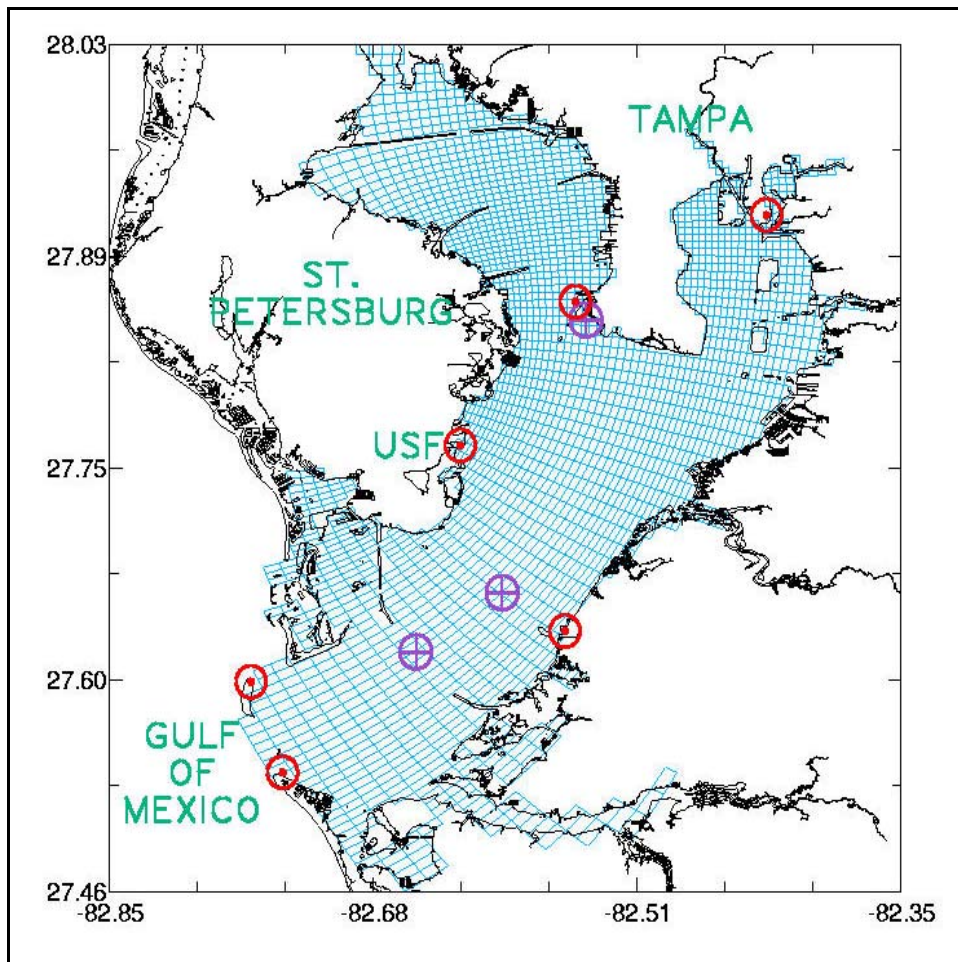 28.03
TAMPA
27.89
ST.
PETERSBURG
USF
27.75
27.60
GULF
OF
MEXICO
27.46
-82.85 -82.68 -82.51 -82.35